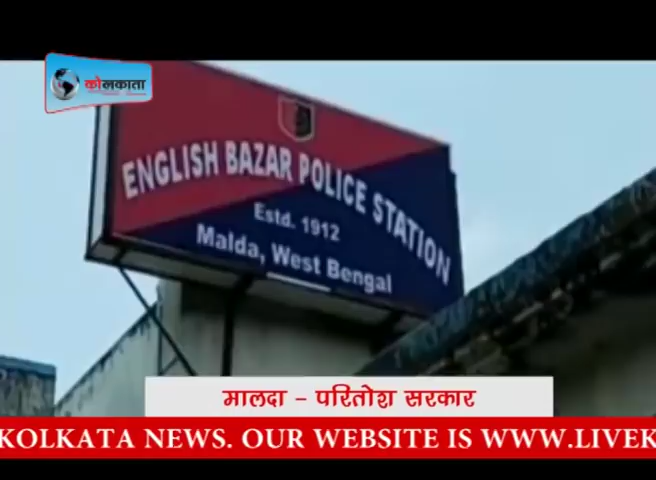 कोलकाता
ENGLISH BAZAR POLICE STATION
Estd. 1912
Malda, West Bengal
मालदा - परितोश सरकार
KOLKATA NEWS. OUR WEBSITE IS WWW.LIVEK